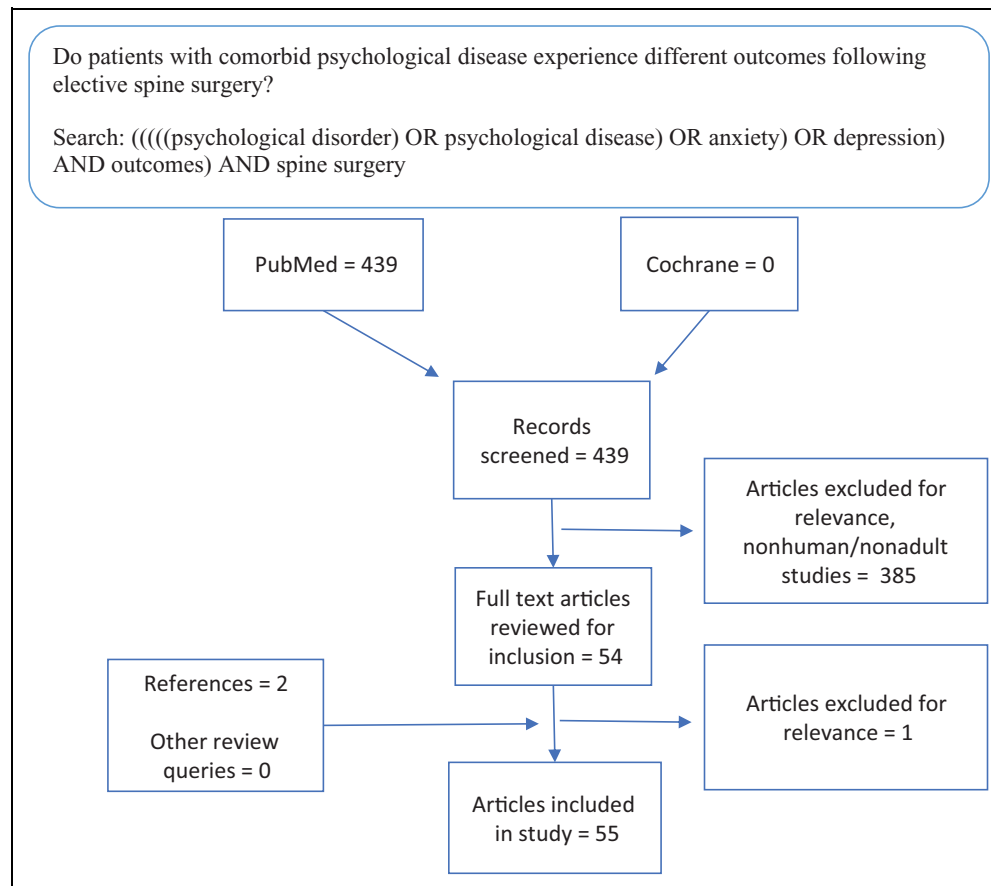 Do patients with comorbid psychological disease experience different outcomes following
elective spine surgery?
Search: (((((psychological disorder) OR psychological disease) OR anxiety) OR depression)
AND outcomes) AND spine surgery
PubMed = 439
Cochrane = 0
Records
screened = 439
Articles excluded for
relevance,
nonhuman/nonadult
studies = 385
Full text articles
reviewed for
inclusion = 54
References = 2
Other review
queries = 0
Articles excluded for
relevance = 1
Articles included
in study = 55